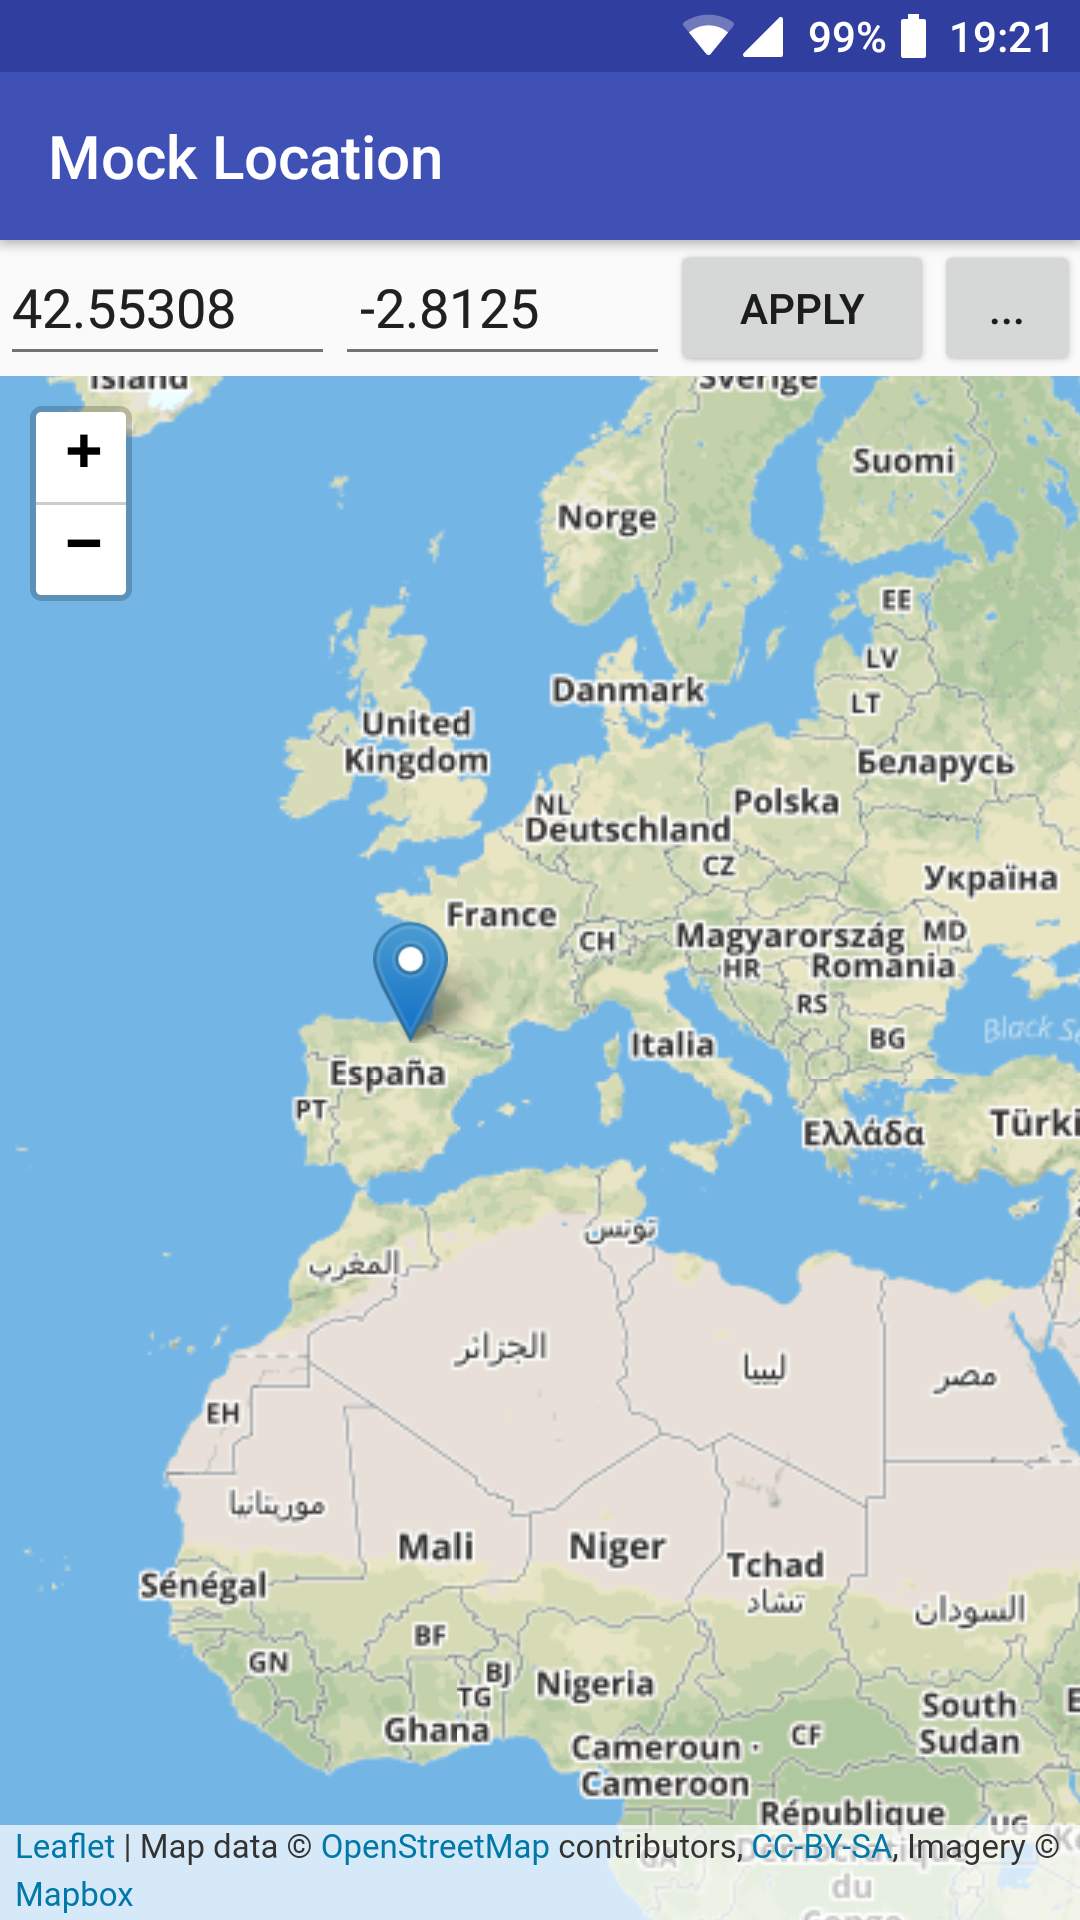 99% 19:21
Mock Location
42.55308 -2.8125 APPLY ...
Ísland
Sverige
+
Suomi
Norge
−
EE
LV
Danmark
LT
United
Kingdom
Беларусь
NL
Polska
Deutschland
CZ
Україна
France
CH
Magyarország
MD
HR
Romania
RS
Italia
BG
Black S
España
PT
Ελλάδα
Türki
تونس
المغرب
الجزائر
ليبيا
مصر
EH
موريتانيا
Mali
Niger
Tchad
تشاد
Sénégal
السودان
BF
GN
BJ
Nigeria
TG
South
Sudan
Ghana
CF
Cameroun -
Cameroon
République
UG
Leaflet | Map data © OpenStreetMap contributors, CC-BY-SA, Imagery ©
GA
du
Mapbox
Congo